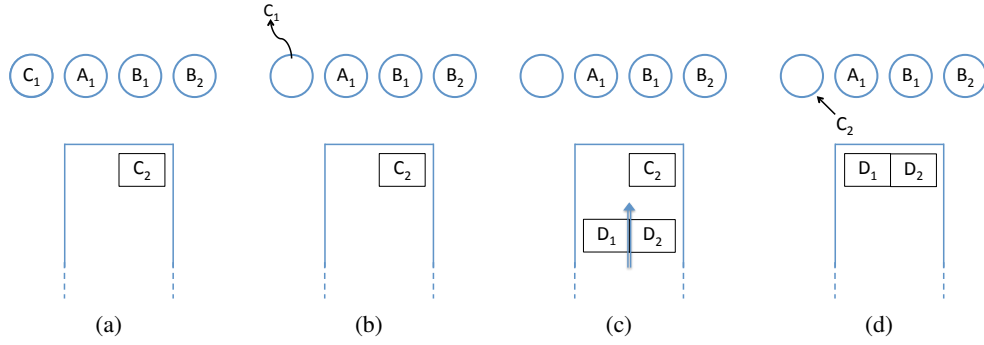 C₁
C₁ A₁ B₁ B₂
A₁ B₁ B₂
A₁ B₁ B₂
A₁ B₁ B₂
C₂
C₂
C₂
C₂
D₁ D₂
D₁ D₂
(a) (b) (c) (d)